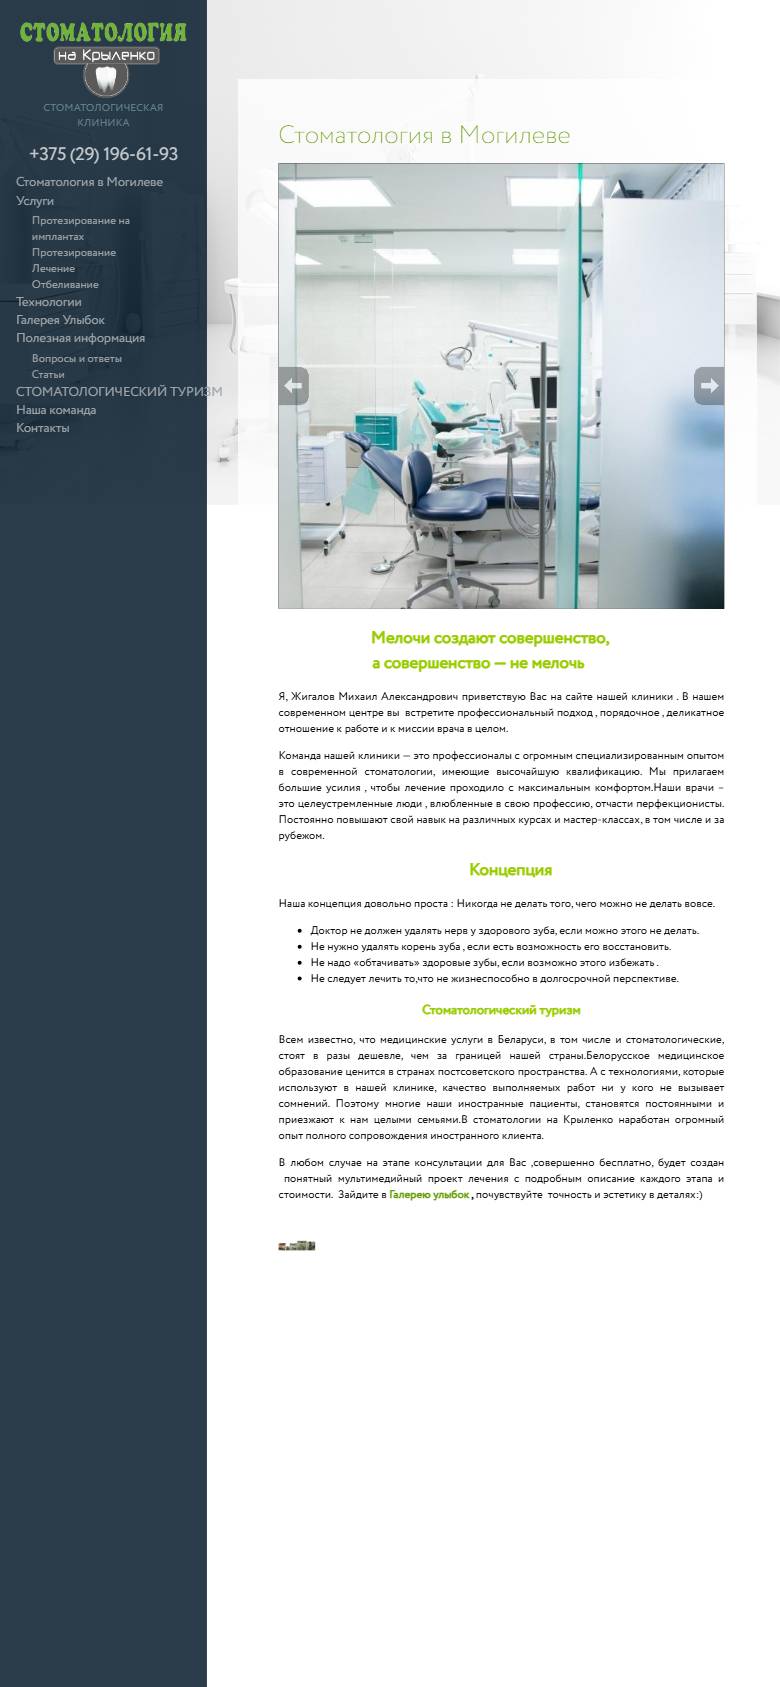 СТОМАТОЛОГИЯ
на Крыленко
СТОМАТОЛОГИЧЕСКАЯ
КЛИНИКА
+375 (29) 196-61-93
Стоматология в Могилеве
Услуги
Протезирование на
имплантах
Протезирование
Лечение
Отбеливание
Технологии
Галерея Улыбок
Полезная информация
Вопросы и ответы
Статьи
СТОМАТОЛОГИЧЕСКИЙ ТУРИЗМ
Наша команда
Контакты
Стоматология в Могилеве
Мелочи создают совершенство,
а совершенство — не мелочь
Я, Жигалов Михаил Александрович приветствую Вас на сайте нашей клиники . В нашем
современном центре вы встретите профессиональный подход , порядочное , деликатное
отношение к работе и к миссии врача в целом.
Команда нашей клиники — это профессионалы с огромным специализированным опытом
в современной стоматологии, имеющие высочайшую квалификацию. Мы прилагаем
большие усилия , чтобы лечение проходило с максимальным комфортом.Наши врачи –
это целеустремленные люди , влюбленные в свою профессию, отчасти перфекционисты.
Постоянно повышают свой навык на различных курсах и мастер-классах, в том числе и за
рубежом.
Концепция
Наша концепция довольно проста : Никогда не делать того, чего можно не делать вовсе.
• Доктор не должен удалять нерв у здорового зуба, если можно этого не делать.
• Не нужно удалять корень зуба , если есть возможность его восстановить.
• Не надо «обтачивать» здоровые зубы, если возможно этого избежать .
• Не следует лечить то,что не жизнеспособно в долгосрочной перспективе.
Стоматологический туризм
Всем известно, что медицинские услуги в Беларуси, в том числе и стоматологические,
стоят в разы дешевле, чем за границей нашей страны.Белорусское медицинское
образование ценится в странах постсоветского пространства. А с технологиями, которые
используют в нашей клинике, качество выполняемых работ ни у кого не вызывает
сомнений. Поэтому многие наши иностранные пациенты, становятся постоянными и
приезжают к нам целыми семьями.В стоматологии на Крыленко наработан огромный
опыт полного сопровождения иностранного клиента.
В любом случае на этапе консультации для Вас ,совершенно бесплатно, будет создан
понятный мультимедийный проект лечения с подробным описание каждого этапа и
стоимости. Зайдите в Галерею улыбок , почувствуйте точность и эстетику в деталях:)